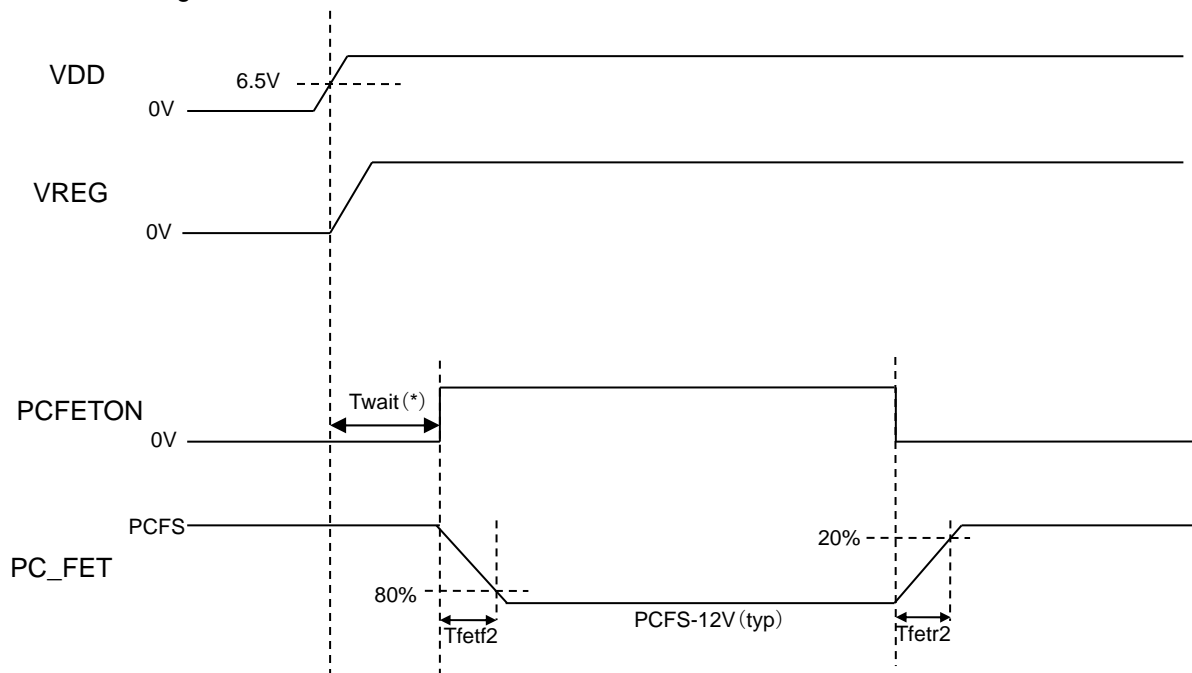 VDD
6.5V
0V
VREG
0V
Twait(*)
PCFETON
0V
PCFS
20%
PC_FET
80%
PCFS-12V(typ)
Tfetf2
Tfetr2